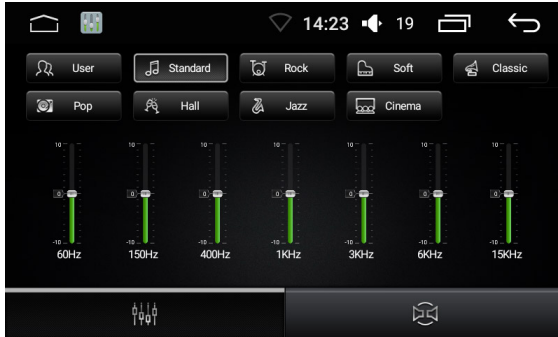 14:23 19
User Standard Rock Soft Classic
Pop Hall Jazz Cinema
10 10 10 10 10 10 10
0 0 0 0 0 0 0
-10 -10 -10 -10 -10 -10 -10
60Hz 150Hz 400Hz 1KHz 3KHz 6KHz 15KHz